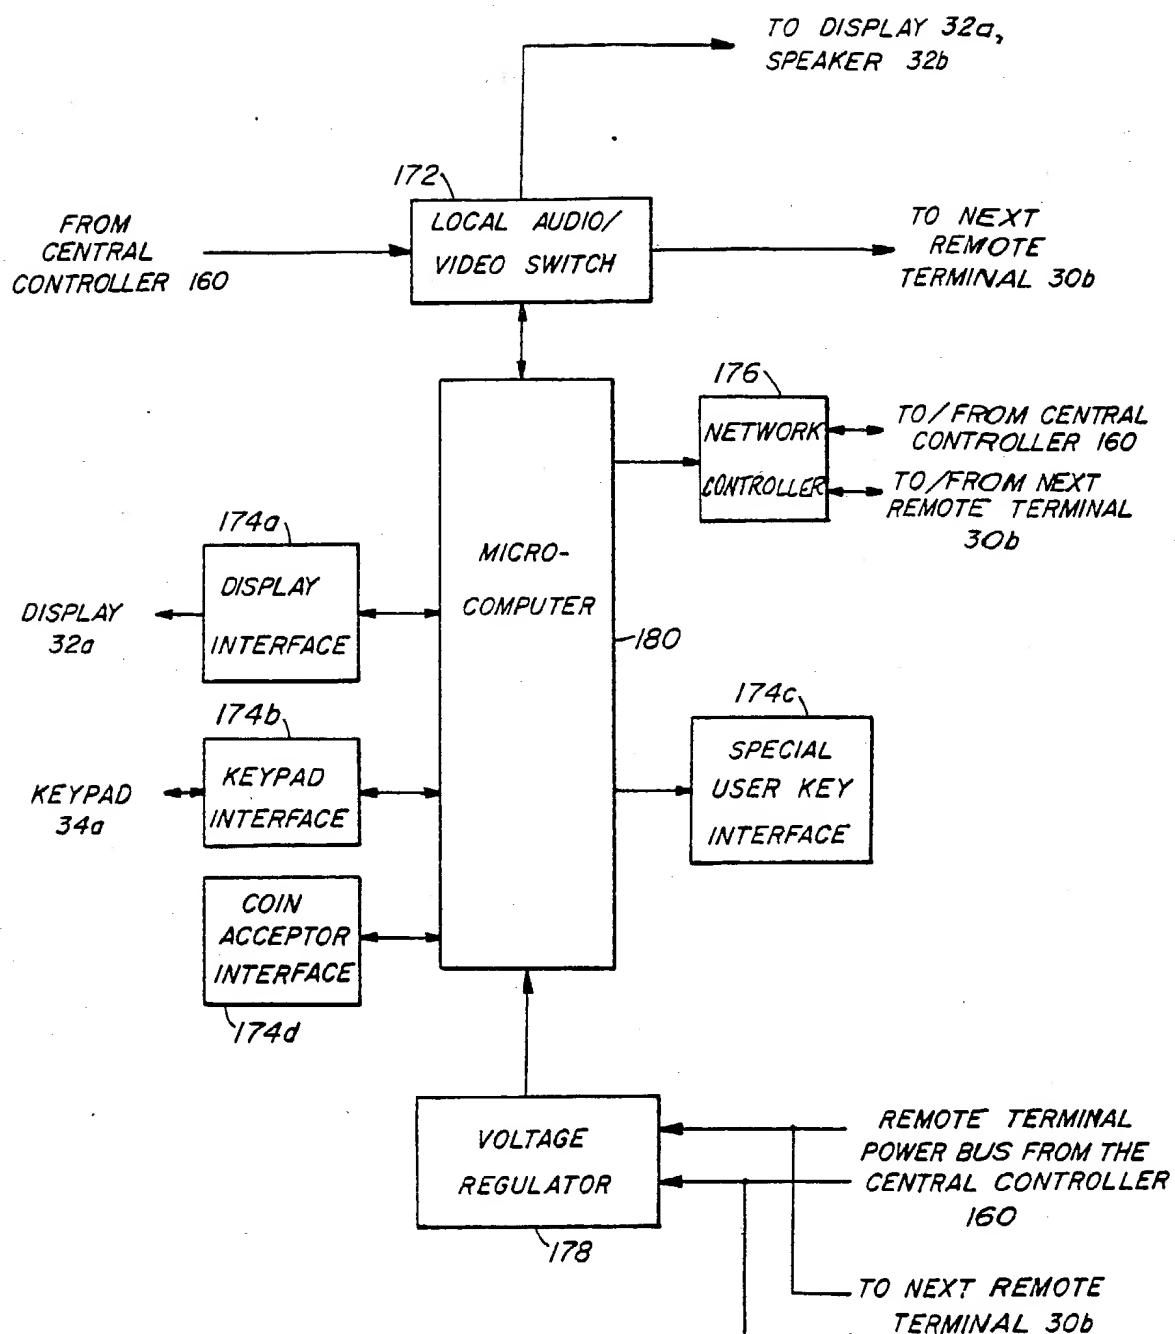 TO DISPLAY 32a,
SPEAKER 32b
172
LOCAL AUDIO/
VIDEO SWITCH
FROM
CENTRAL
CONTROLLER 160
TO NEXT
REMOTE
TERMINAL 30b
176
NETWORK
CONTROLLER
TO/FROM CENTRAL
CONTROLLER 160
TO/FROM NEXT
REMOTE TERMINAL
30b
MICRO-
COMPUTER
180
174a
DISPLAY
INTERFACE
DISPLAY
32a
174b
KEYPAD
INTERFACE
KEYPAD
34a
174c
SPECIAL
USER KEY
INTERFACE
COIN
ACCEPTOR
INTERFACE
174d
VOLTAGE
REGULATOR
178
REMOTE TERMINAL
POWER BUS FROM THE
CENTRAL CONTROLLER
160
TO NEXT REMOTE
TERMINAL 30b